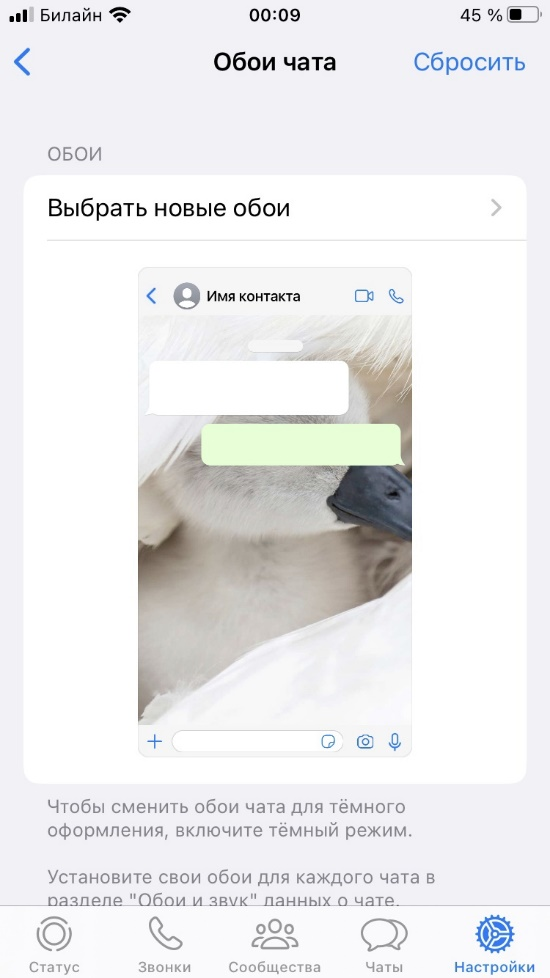 Билайн 00:09 45 %
Обои чата Сбросить
ОБОИ
Выбрать новые обои
Имя контакта
Чтобы сменить обои чата для тёмного
оформления, включите тёмный режим.
Установите свои обои для каждого чата в
разделе "Обои и звук" данных о чате.
Статус Звонки Сообщества Чаты Настройки